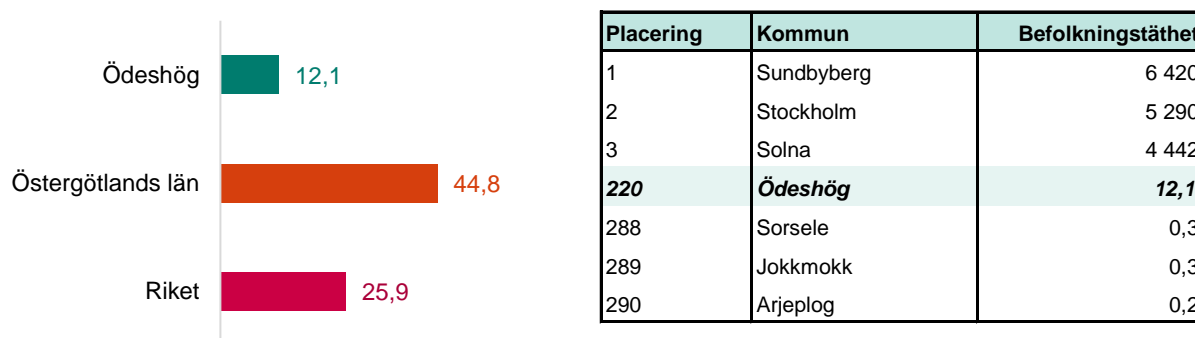 Ödeshög 12,1
Östergötlands län 44,8
Riket 25,9
Placering Kommun Befolkningstäthet
1 Sundbyberg 6 420
2 Stockholm 5 290
3 Solna 4 442
220 Ödeshög 12,1
288 Sorsele 0,3
289 Jokkmokk 0,3
290 Arjeplog 0,2